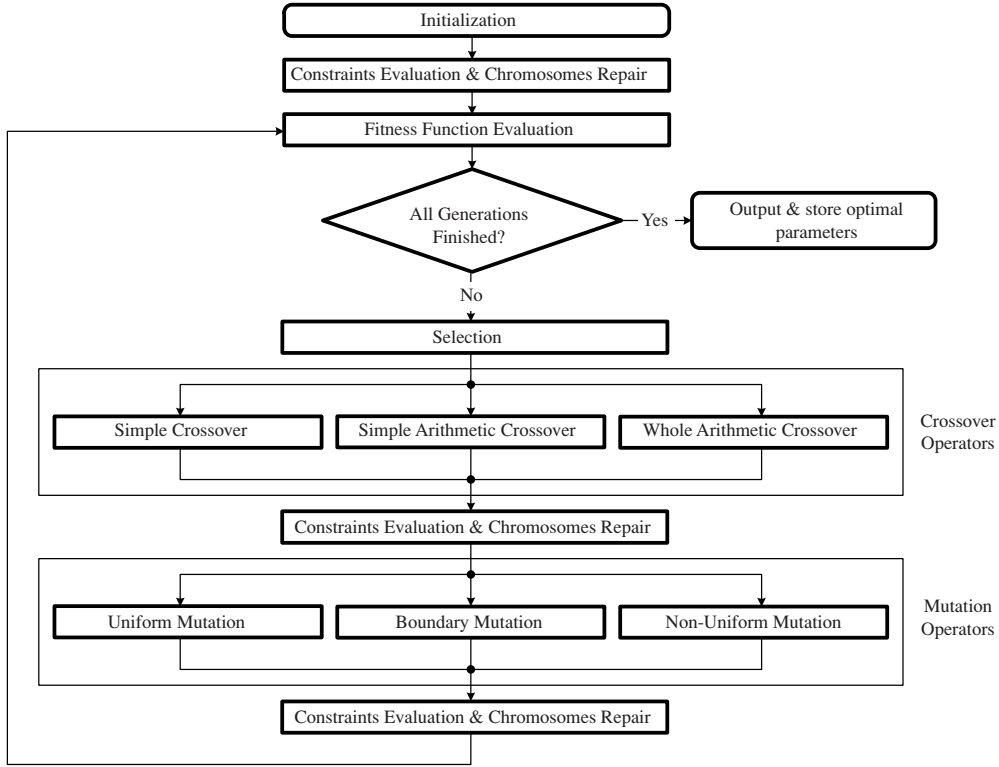 Initialization
Constraints Evaluation & Chromosomes Repair
Fitness Function Evaluation
All Generations
Finished?
Yes
Output & store optimal
parameters
No
Selection
Simple Crossover
Simple Arithmetic Crossover
Whole Arithmetic Crossover
Crossover
Operators
Constraints Evaluation & Chromosomes Repair
Uniform Mutation
Boundary Mutation
Non-Uniform Mutation
Mutation
Operators
Constraints Evaluation & Chromosomes Repair